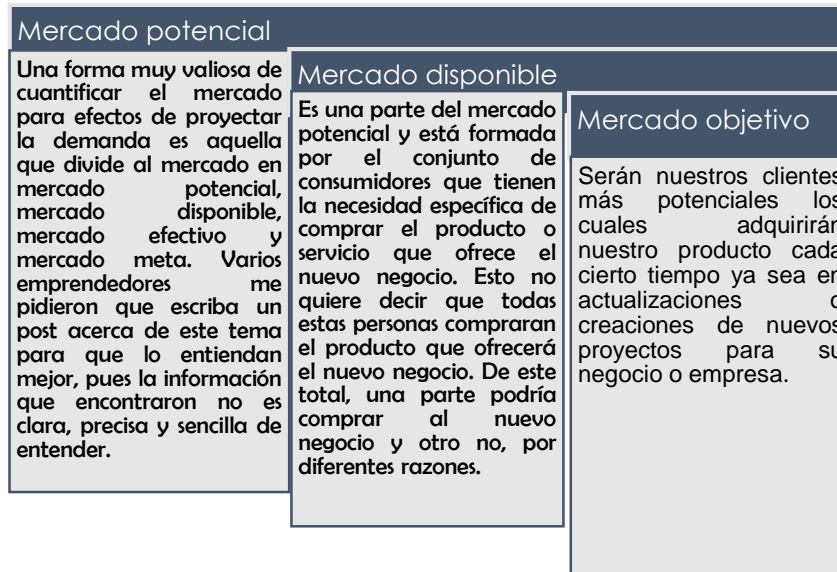 Mercado potencial
Una forma muy valiosa de
cuantificar el mercado
para efectos de proyectar
la demanda es aquella
que divide al mercado en
mercado potencial,
mercado disponible,
mercado efectivo y
mercado meta. Varios
emprendedores me
pidieron que escriba un
post acerca de este tema
para que lo entiendan
mejor, pues la información
que encontraron no es
clara, precisa y sencilla de
entender.
Mercado disponible
Es una parte del mercado
potencial y está formada
por el conjunto de
consumidores que tienen
la necesidad específica de
comprar el producto o
servicio que ofrece el
nuevo negocio. Esto no
quiere decir que todas
estas personas compraran
el producto que ofrecerá
el nuevo negocio. De este
total, una parte podría
comprar al nuevo
negocio y otro no, por
diferentes razones.
Mercado objetivo
Serán nuestros clientes
más potenciales los
cuales adquirirán
nuestro producto cada
cierto tiempo ya sea en
actualizaciones o
creaciones de nuevos
proyectos para su
negocio o empresa.